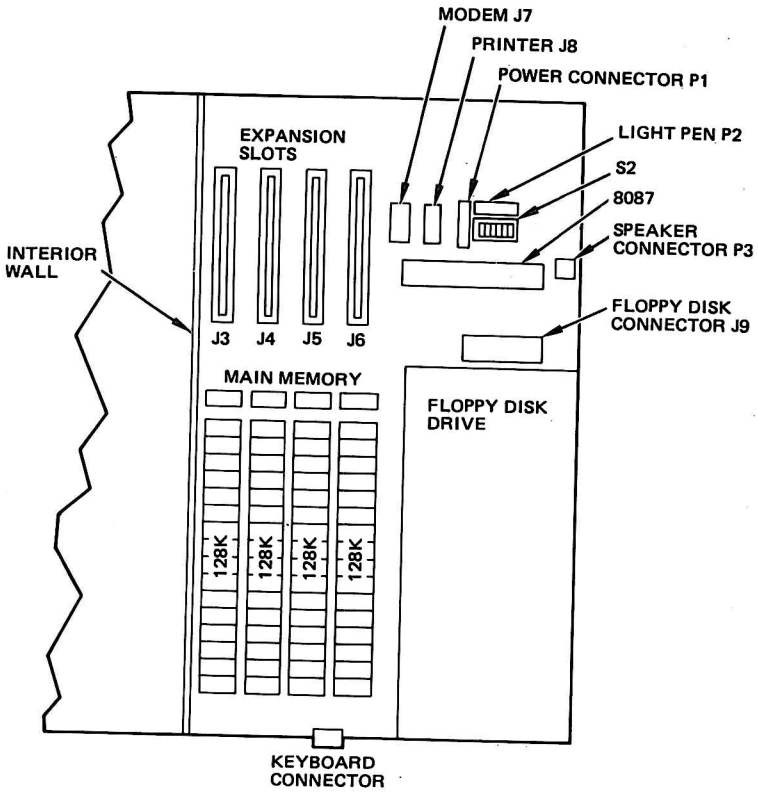 MODEM J7
PRINTER J8
POWER CONNECTOR P1
LIGHT PEN P2
S2
8087
SPEAKER
CONNECTOR P3
FLOPPY DISK
CONNECTOR J9
EXPANSION
SLOTS
INTERIOR
WALL
J3 J4 J5 J6
MAIN MEMORY
FLOPPY DISK
DRIVE
128K 128K 128K 128K
KEYBOARD
CONNECTOR